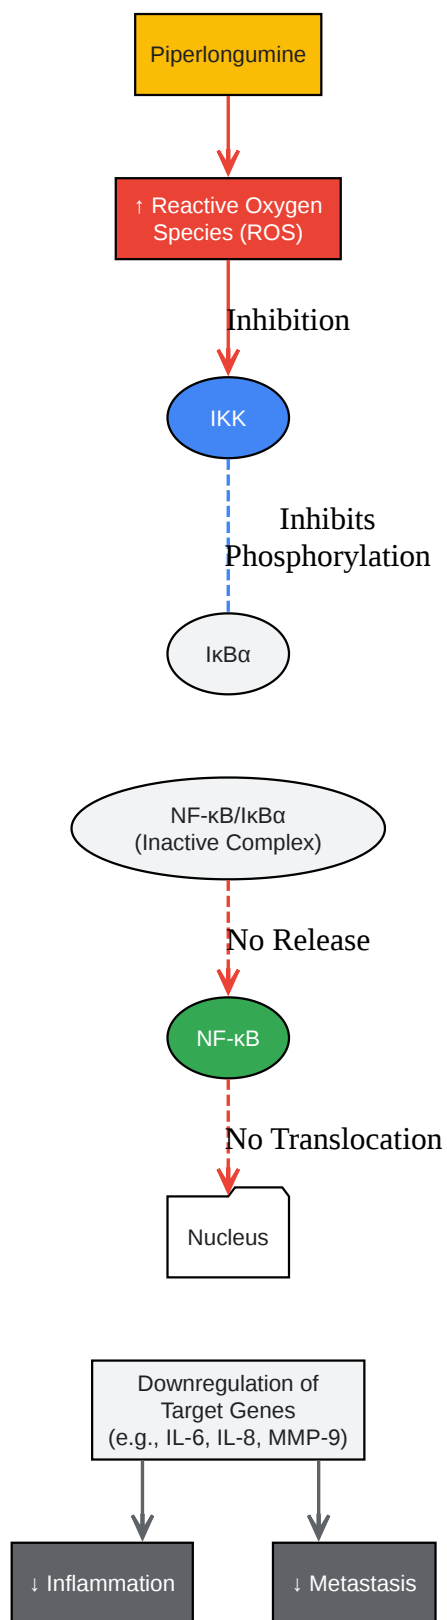 Piperlongumine
↑ Reactive Oxygen
Species (ROS)
Inhibition
IKK
Inhibits
Phosphorylation
IκBα
NF-κB/IκBα
(Inactive Complex)
No Release
NF-κB
No Translocation
Nucleus
Downregulation of
Target Genes
(e.g., IL-6, IL-8, MMP-9)
↓ Inflammation
↓ Metastasis